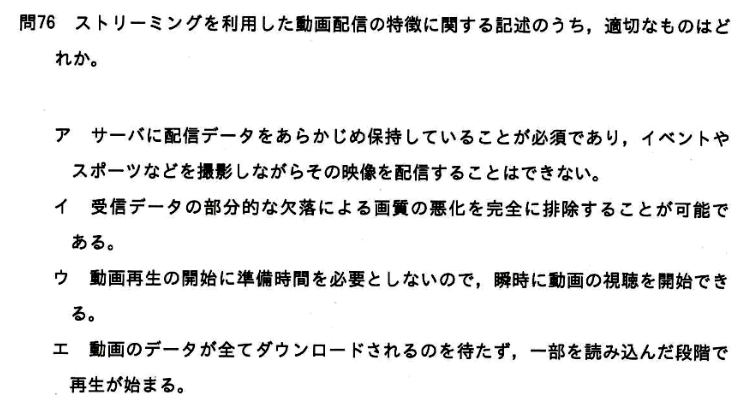 問76 ストリーミングを利用した動画配信の特徴に関する記述のうち，適切なものはど
れか。
ア サーバに配信データをあらかじめ保持していることが必須であり，イベントや
スポーツなどを撮影しながらその映像を配信することはできない。
イ 受信データの部分的な欠落による画質の悪化を完全に排除することが可能で
ある。
ウ 動画再生の開始に準備時間を必要としないので，瞬時に動画の視聴を開始でき
る。
エ 動画のデータが全てダウンロードされるのを待たず，一部を読み込んだ段階で
再生が始まる。